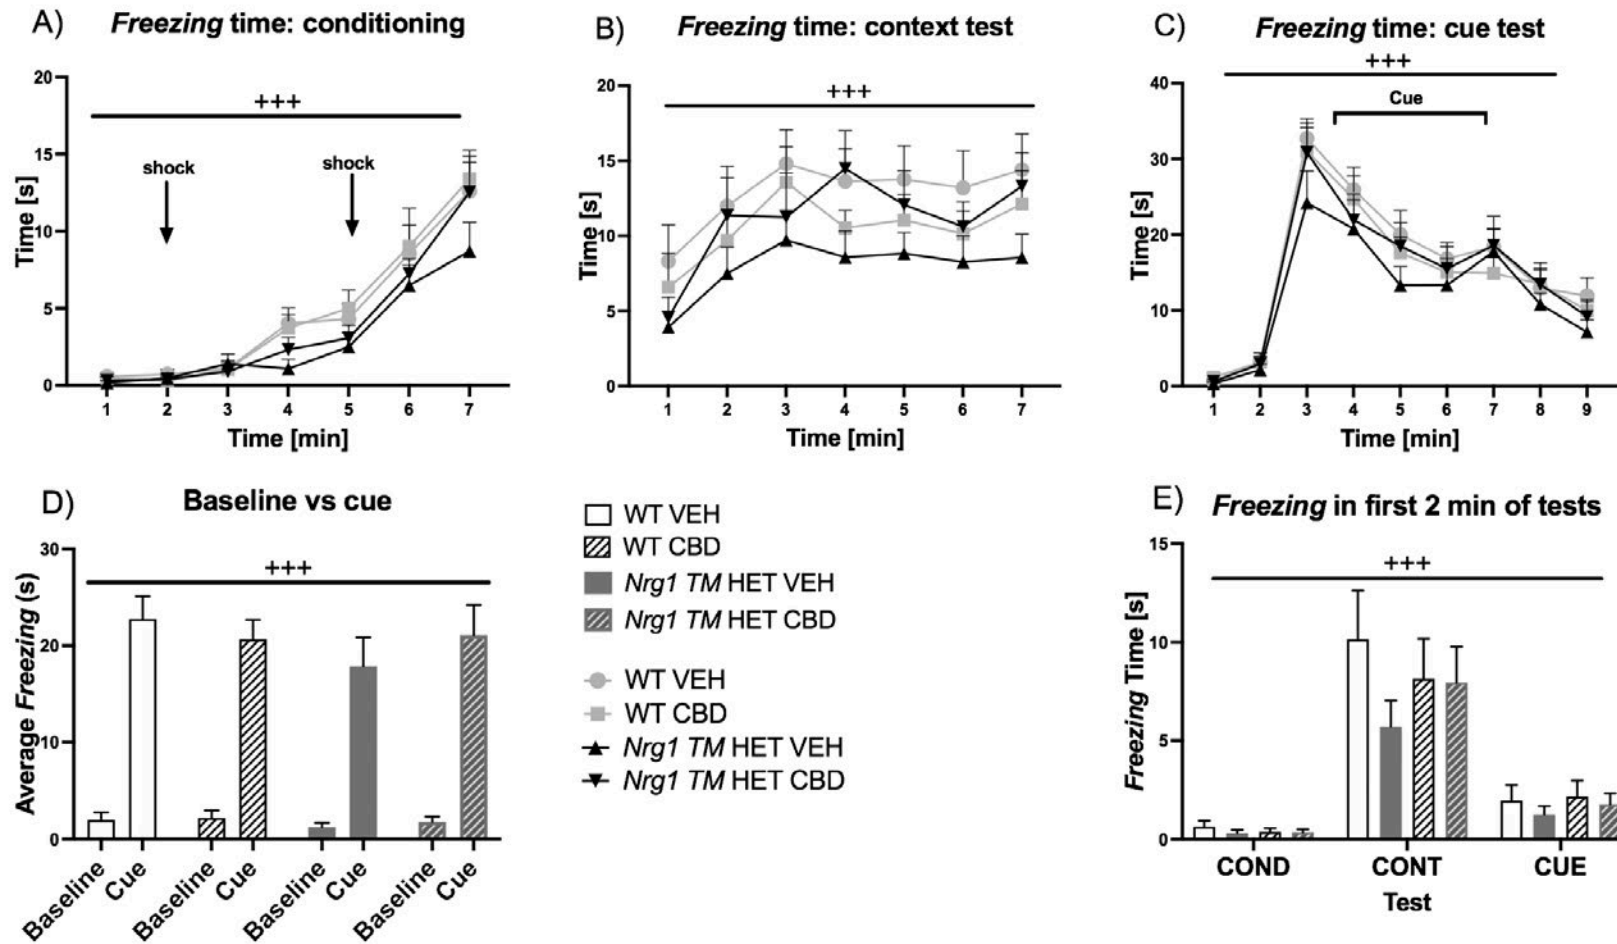 A)
Freezing time: conditioning
20
15
10
5
0
Time [s]
+++
shock
shock
1 2 3 4 5 6 7
Time [min]
B)
Freezing time: context test
20
15
10
5
0
Time [s]
+++
1 2 3 4 5 6 7
Time [min]
C)
Freezing time: cue test
+++
Cue
40
30
20
10
0
Time [s]
1 2 3 4 5 6 7 8 9
Time [min]
D)
Baseline vs cue
30
20
10
0
Average Freezing (s)
+++
Baseline Cue Baseline Cue Baseline Cue Baseline Cue
WT VEH
WT CBD
Nrg1 TM HET VEH
Nrg1 TM HET CBD
WT VEH
WT CBD
Nrg1 TM HET VEH
Nrg1 TM HET CBD
E)
Freezing in first 2 min of tests
15
10
5
0
Freezing Time [s]
+++
COND CONT CUE
Test